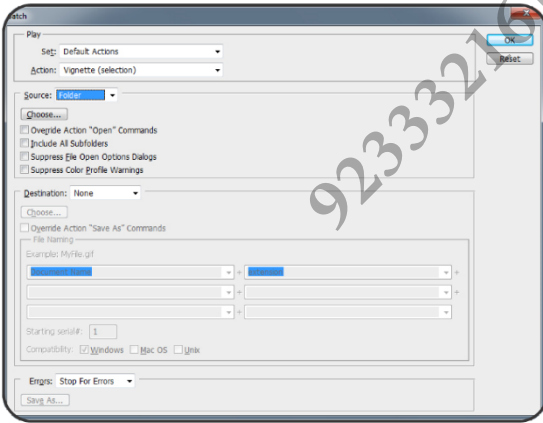 atch
Play
Set: Default Actions
Action: Vignette (selection)
OK
Reset
Source: Folder
Choose...
Override Action "Open" Commands
Include All Subfolders
Suppress File Open Options Dialogs
Suppress Color Profile Warnings
Destination: None
Choose...
Override Action "Save As" Commands
File Naming
Example: MyFile.gif
Document Name + extension +
+ +
+
Starting serial#: 1
Compatibility: Windows Mac OS Unix
Errors: Stop For Errors
Save As...